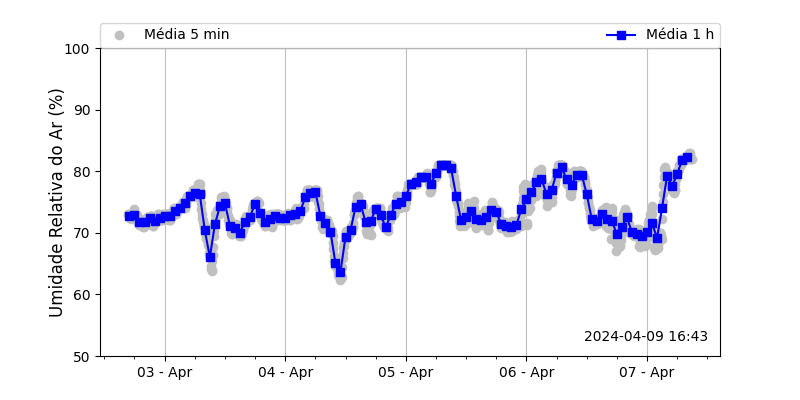 Média 5 min
Média 1 h
100
90
80
70
60
50
Umidade Relativa do Ar (%)
2024-04-09 16:43
03 - Apr
04 - Apr
05 - Apr
06 - Apr
07 - Apr